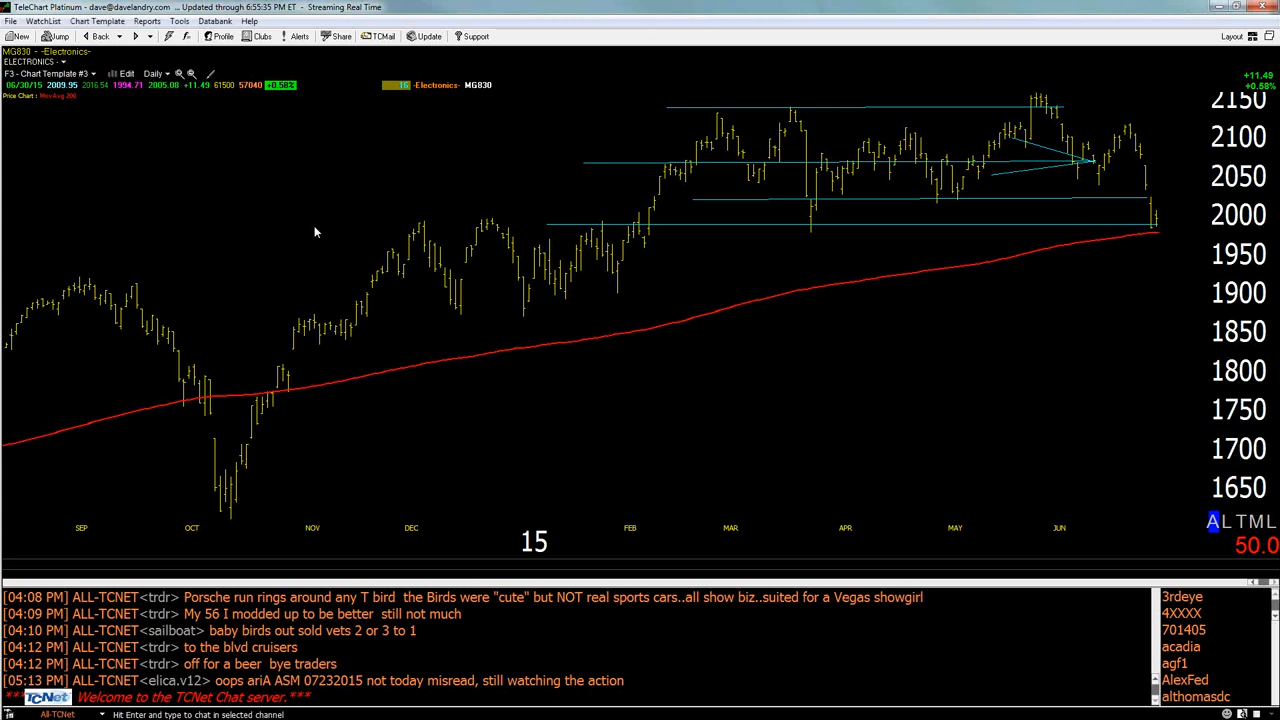 TeleChart Platinum - dave@davelandry.com ... Updated through 6:55:35 PM ET - Streaming Real Time
File WatchList Chart Template Reports Tools Databank Help
New Jump Back Profile Clubs Alerts Share TCMail Update Support Layout
MG830 - -Electronics-
ELECTRONICS -
F3 - Chart Template #3 Edit Daily
06/30/15 2009.95 2016.54 1994.71 2005.08 +11.49 61500 57040 +0.58% 16 -Electronics- MG830
+11.49
+0.58%
Price Chart : MovAvg 200
2150
2100
2050
2000
1950
1900
1850
1800
1750
1700
1650
SEP OCT NOV DEC 15 FEB MAR APR MAY JUN
A L T M L
50.0
[04:08 PM] ALL-TCNET<trdr> Porsche run rings around any T bird the Birds were "cute" but NOT real sports cars..all show biz..suited for a Vegas showgirl
[04:09 PM] ALL-TCNET<trdr> My 56 I modded up to be better still not much
[04:10 PM] ALL-TCNET<sailboat> baby birds out sold vets 2 or 3 to 1
[04:12 PM] ALL-TCNET<trdr> to the blvd cruisers
[04:12 PM] ALL-TCNET<trdr> off for a beer bye traders
[05:13 PM] ALL-TCNET<elica.v12> oops ariA ASM 07232015 not today misread, still watching the action
*** TCNet Welcome to the TCNet Chat server.***
3rdeye
4XXXX
701405
acadia
agf1
AlexFed
althomasdc
All-TCNet Hit Enter and type to chat in selected channel